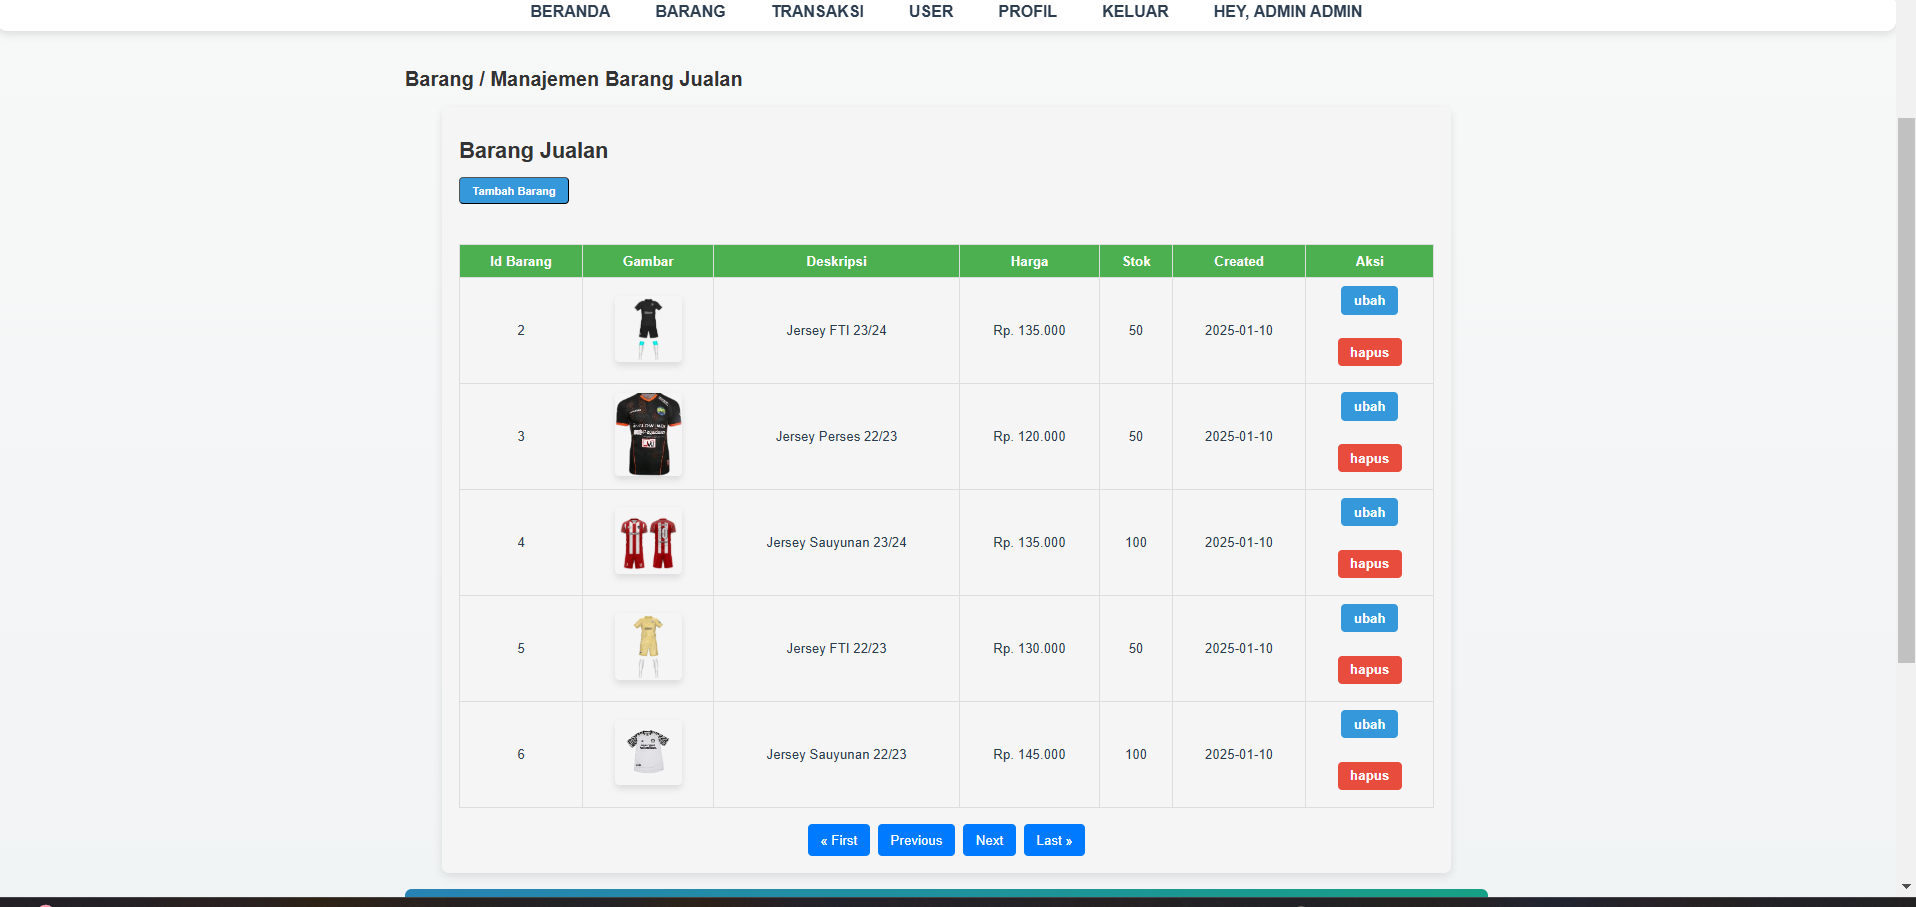 BERANDA BARANG TRANSAKSI USER PROFIL KELUAR HEY, ADMIN ADMIN
Barang / Manajemen Barang Jualan
Barang Jualan
Tambah Barang
Id Barang Gambar Deskripsi Harga Stok Created Aksi
2 Jersey FTI 23/24 Rp. 135.000 50 2025-01-10 ubah
hapus
3 Jersey Perses 22/23 Rp. 120.000 50 2025-01-10 ubah
hapus
4 Jersey Sauyunan 23/24 Rp. 135.000 100 2025-01-10 ubah
hapus
5 Jersey FTI 22/23 Rp. 130.000 50 2025-01-10 ubah
hapus
6 Jersey Sauyunan 22/23 Rp. 145.000 100 2025-01-10 ubah
hapus
« First Previous Next Last »